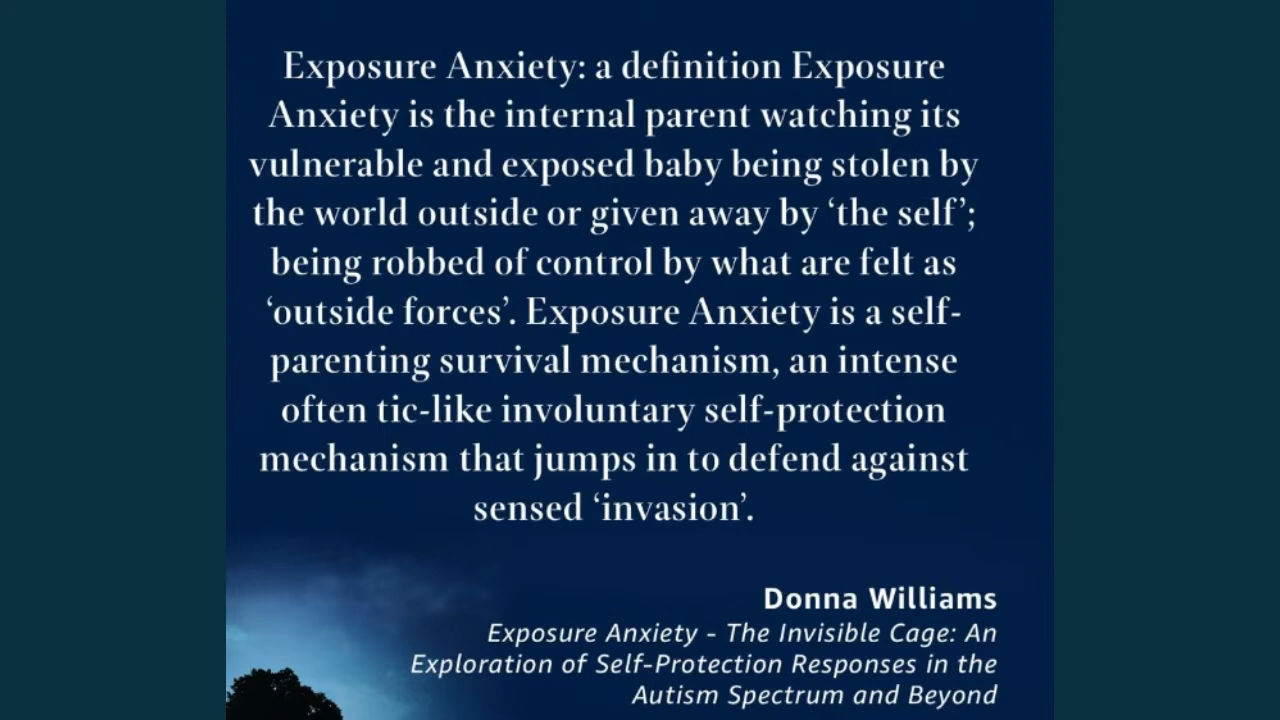 Exposure Anxiety: a definition Exposure
Anxiety is the internal parent watching its
vulnerable and exposed baby being stolen by
the world outside or given away by ‘the self’;
being robbed of control by what are felt as
‘outside forces’. Exposure Anxiety is a self-
parenting survival mechanism, an intense
often tic-like involuntary self-protection
mechanism that jumps in to defend against
sensed ‘invasion’.
Donna Williams
Exposure Anxiety - The Invisible Cage: An
Exploration of Self-Protection Responses in the
Autism Spectrum and Beyond